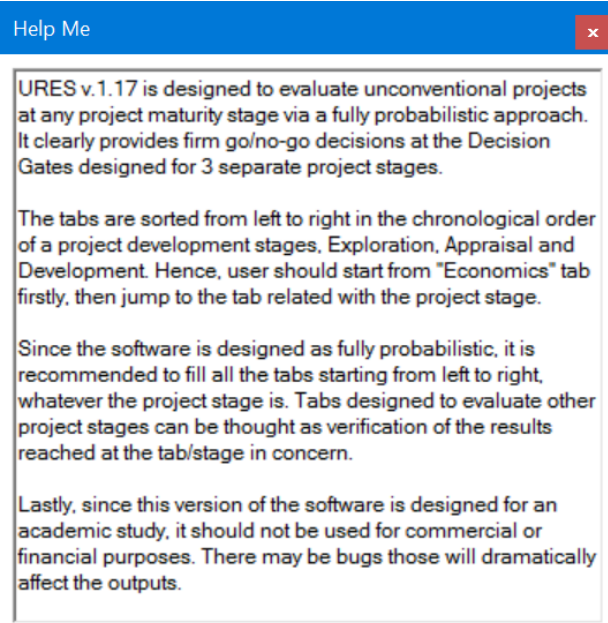 Help Me
x
URES v.1.17 is designed to evaluate unconventional projects
at any project maturity stage via a fully probabilistic approach.
It clearly provides firm go/no-go decisions at the Decision
Gates designed for 3 separate project stages.
The tabs are sorted from left to right in the chronological order
of a project development stages, Exploration, Appraisal and
Development. Hence, user should start from "Economics" tab
firstly, then jump to the tab related with the project stage.
Since the software is designed as fully probabilistic, it is
recommended to fill all the tabs starting from left to right,
whatever the project stage is. Tabs designed to evaluate other
project stages can be thought as verification of the results
reached at the tab/stage in concern.
Lastly, since this version of the software is designed for an
academic study, it should not be used for commercial or
financial purposes. There may be bugs those will dramatically
affect the outputs.